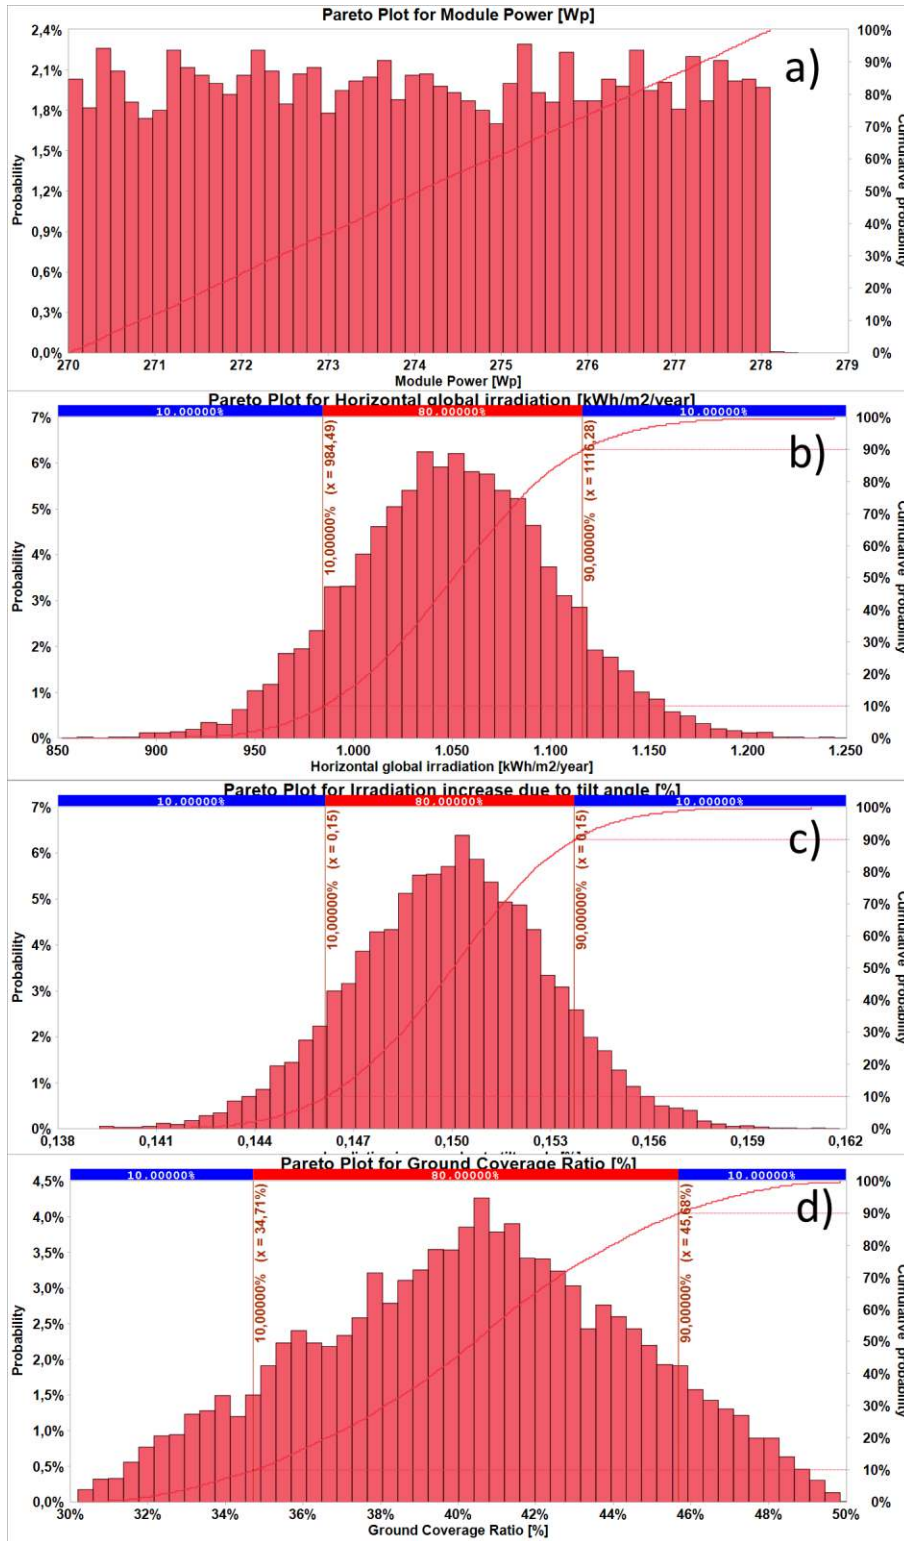 Pareto Plot for Module Power [Wp]
a)
2,4%
2,1%
1,8%
1,5%
1,2%
0,9%
0,6%
0,3%
0,0%
Probability
100%
90%
80%
70%
60%
50%
40%
30%
20%
10%
0%
Cumulative probability
270 271 272 273 274 275 276 277 278 279
Module Power [Wp]
Pareto Plot for Horizontal global irradiation [kWh/m2/year]
10.00000% 80.00000% 10.00000%
b)
10,00000% (x = 984,49)
90,00000% (x = 1116,28)
7%
6%
5%
4%
3%
2%
1%
0%
Probability
100%
90%
80%
70%
60%
50%
40%
30%
20%
10%
0%
Cumulative probability
850 900 950 1.000 1.050 1.100 1.150 1.200 1.250
Horizontal global irradiation [kWh/m2/year]
Pareto Plot for Irradiation increase due to tilt angle [%]
10.00000% 80.00000% 10.00000%
c)
10,00000% (x = 0,15)
90,00000% (x = 0,15)
7%
6%
5%
4%
3%
2%
1%
0%
Probability
100%
90%
80%
70%
60%
50%
40%
30%
20%
10%
0%
Cumulative probability
0,138 0,141 0,144 0,147 0,150 0,153 0,156 0,159 0,162
Pareto Plot for Ground Coverage Ratio [%]
10.00000% 80.00000% 10.00000%
d)
10,00000% (x = 34,71%)
90,00000% (x = 45,68%)
4,5%
4,0%
3,5%
3,0%
2,5%
2,0%
1,5%
1,0%
0,5%
0,0%
Probability
100%
90%
80%
70%
60%
50%
40%
30%
20%
10%
0%
Cumulative probability
30% 32% 34% 36% 38% 40% 42% 44% 46% 48% 50%
Ground Coverage Ratio [%]